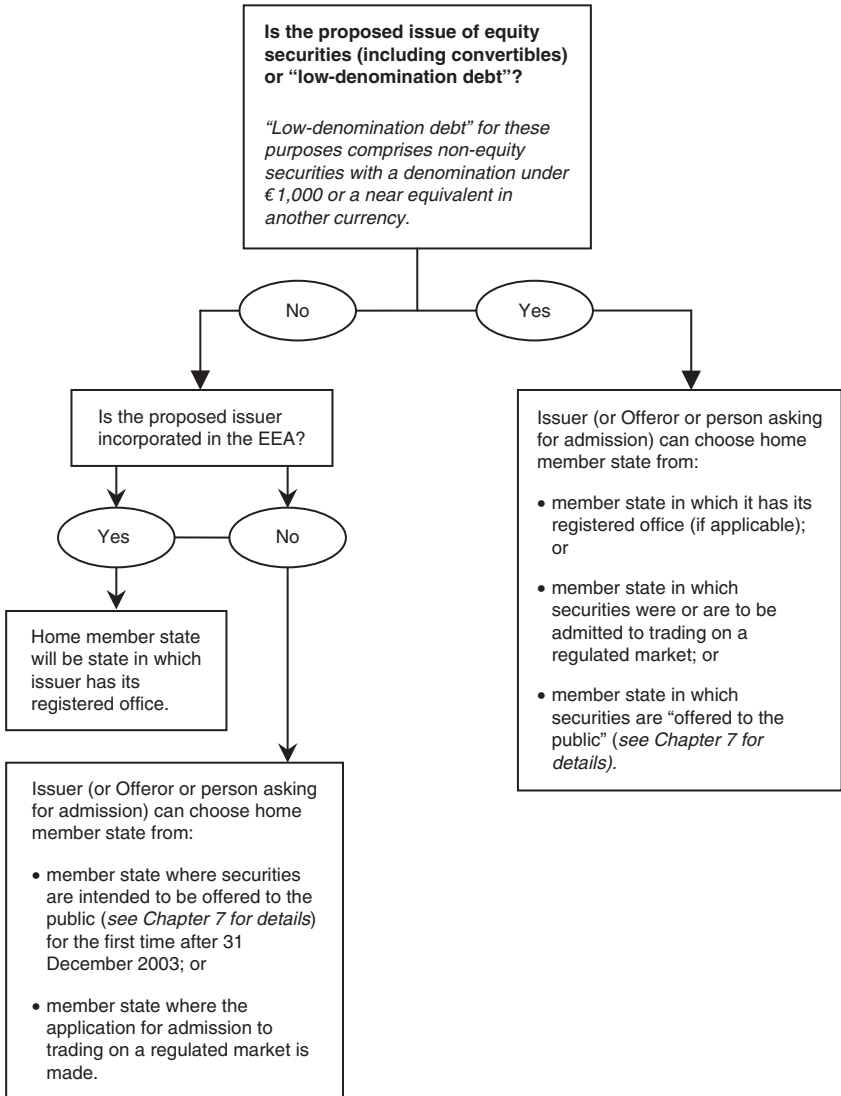 Is the proposed issue of equity
securities (including convertibles)
or “low-denomination debt”?
“Low-denomination debt” for these
purposes comprises non-equity
securities with a denomination under
€1,000 or a near equivalent in
another currency.
No
Yes
Is the proposed issuer
incorporated in the EEA?
Yes
No
Home member state
will be state in which
issuer has its
registered office.
Issuer (or Offeror or person asking
for admission) can choose home
member state from:
• member state where securities
are intended to be offered to the
public (see Chapter 7 for details)
for the first time after 31
December 2003; or
• member state where the
application for admission to
trading on a regulated market is
made.
Issuer (or Offeror or person asking
for admission) can choose home
member state from:
• member state in which it has its
registered office (if applicable);
or
• member state in which
securities were or are to be
admitted to trading on a
regulated market; or
• member state in which
securities are “offered to the
public” (see Chapter 7 for
details).